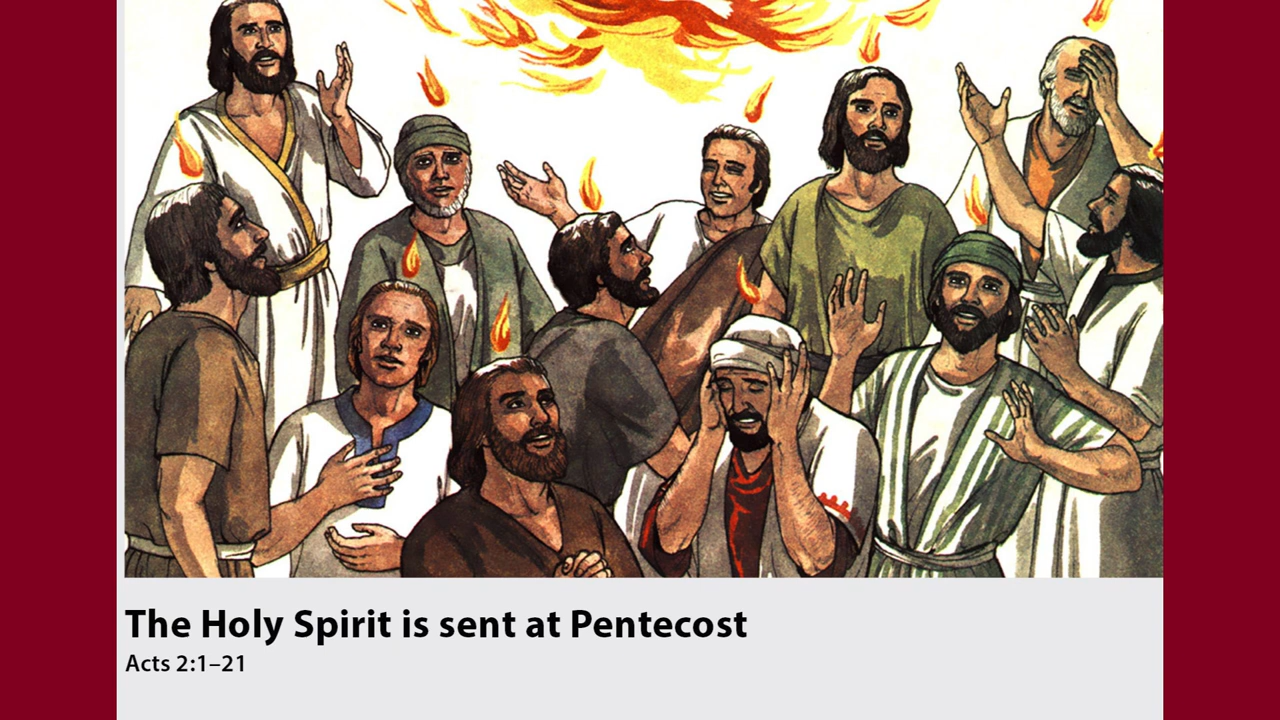 The Holy Spirit is sent at Pentecost
Acts 2:1–21